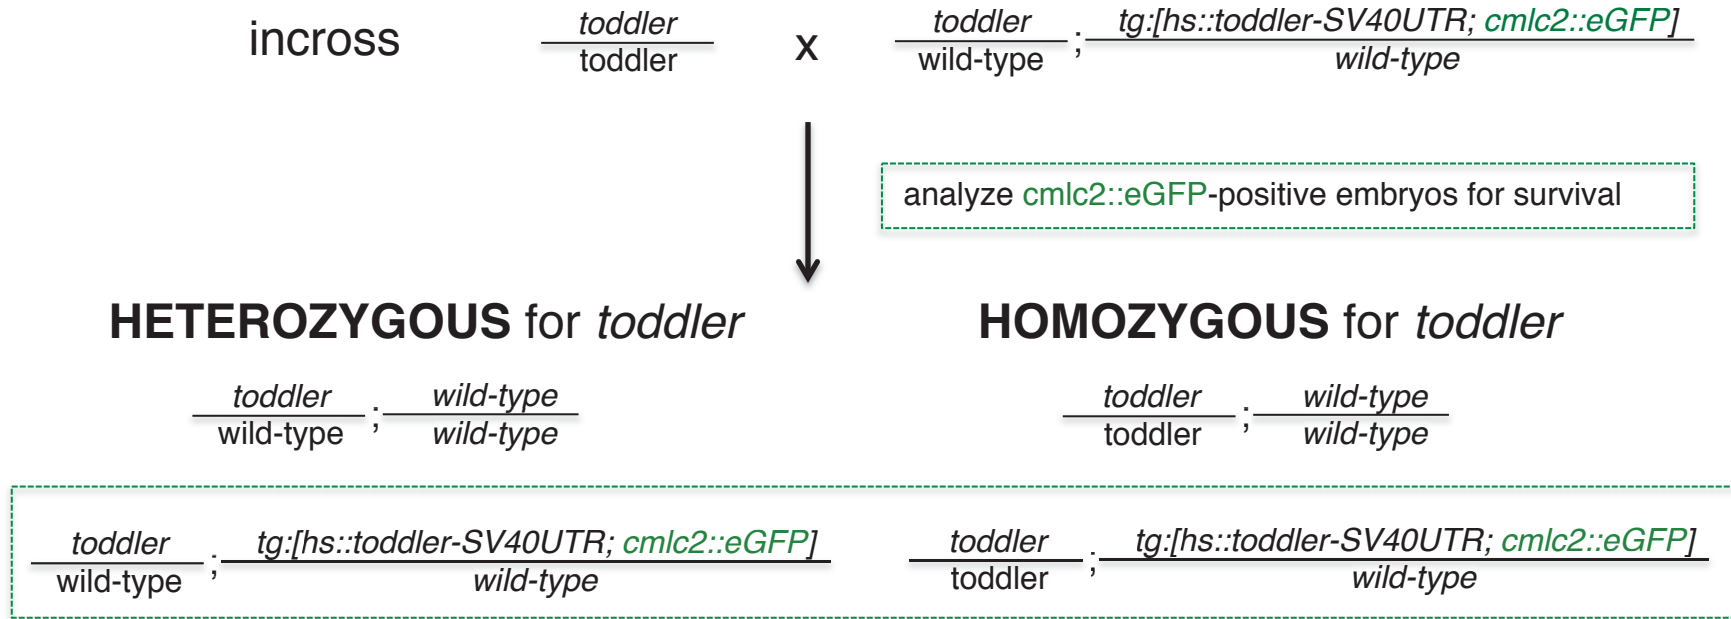 incross toddler x toddler ; tg:[hs::toddler-SV40UTR; cmlc2::eGFP]
toddler wild-type wild-type
analyze cmlc2::eGFP-positive embryos for survival
HETEROZYGOUS for toddler HOMOZYGOUS for toddler
toddler ; wild-type toddler ; wild-type
wild-type wild-type toddler wild-type
toddler ; tg:[hs::toddler-SV40UTR; cmlc2::eGFP] toddler ; tg:[hs::toddler-SV40UTR; cmlc2::eGFP]
wild-type wild-type toddler wild-type